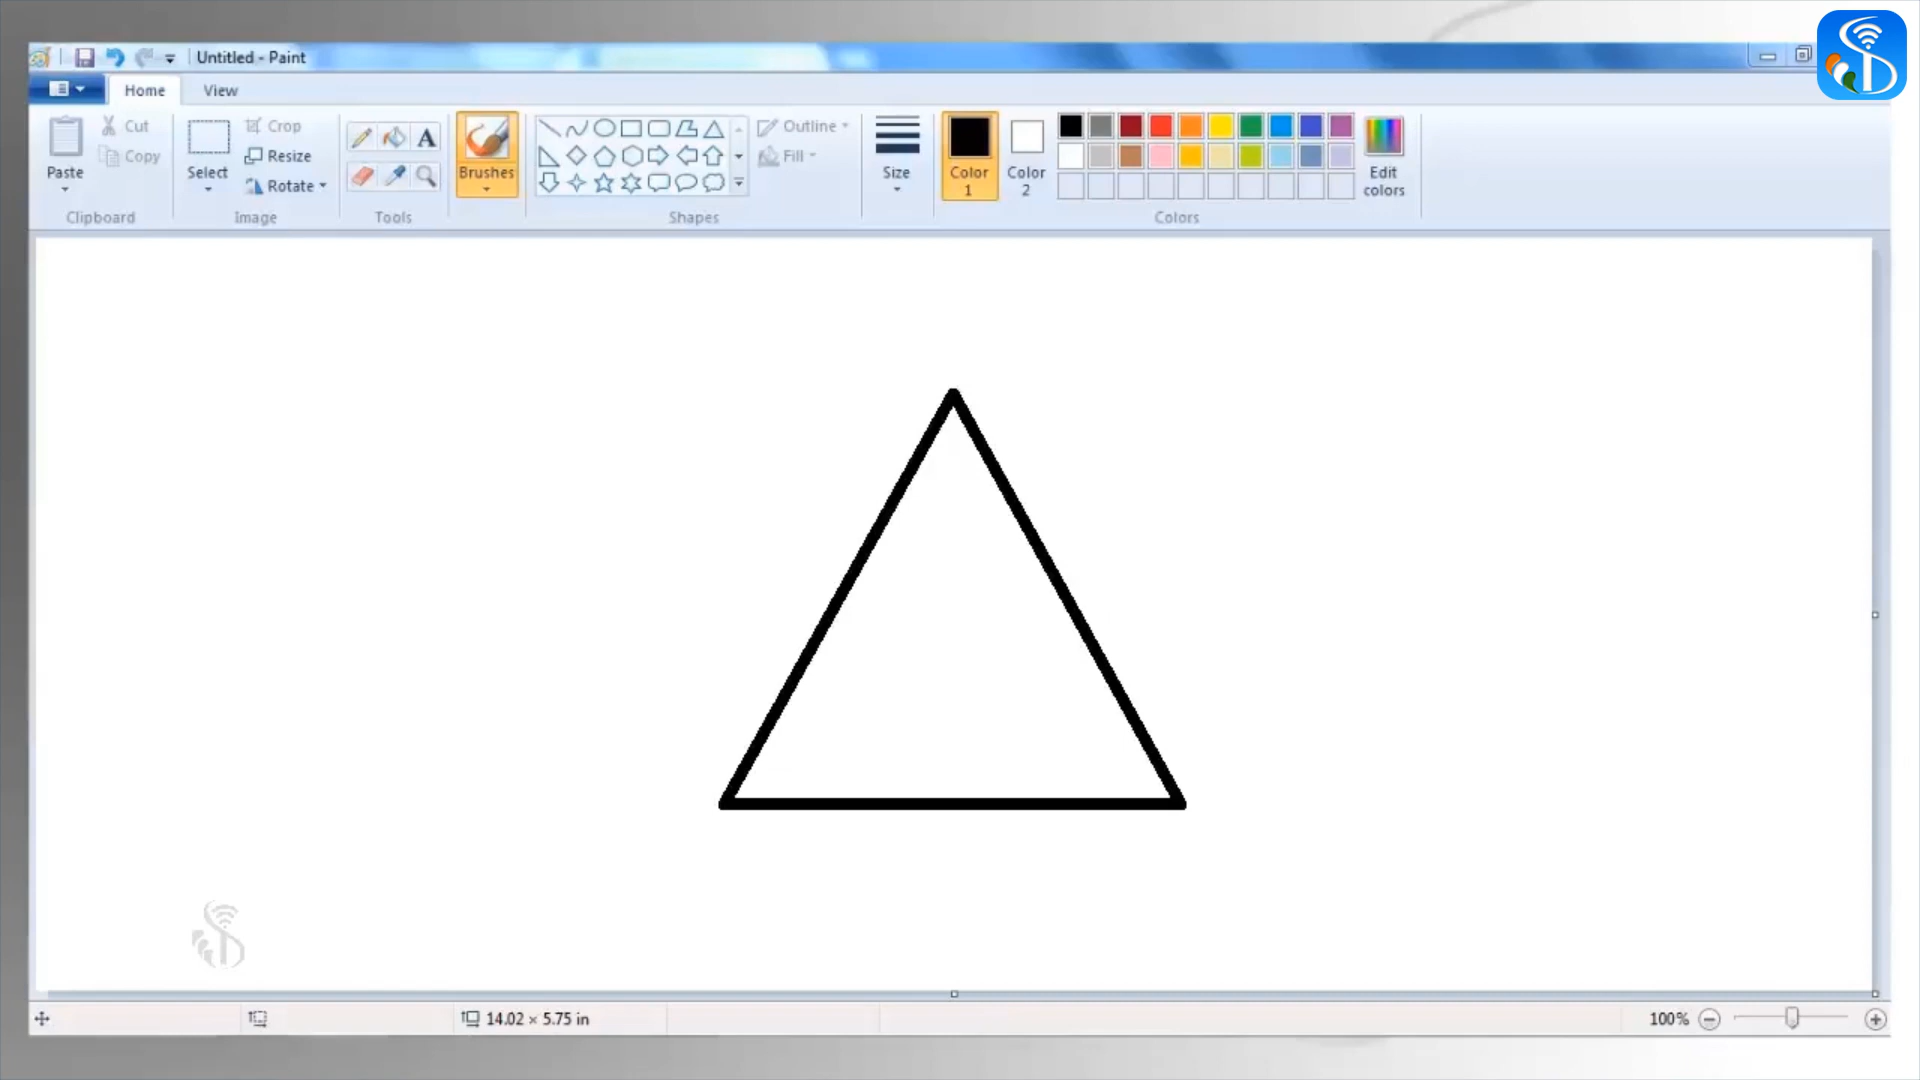 Untitled - Paint
Home View
Cut
Copy
Paste
Clipboard
Crop
Resize
Rotate
Select
Image
A
Tools
Brushes
Outline
Fill
Shapes
Size
Color
1
Color
2
Edit
colors
Colors
14.02 × 5.75 in
100%